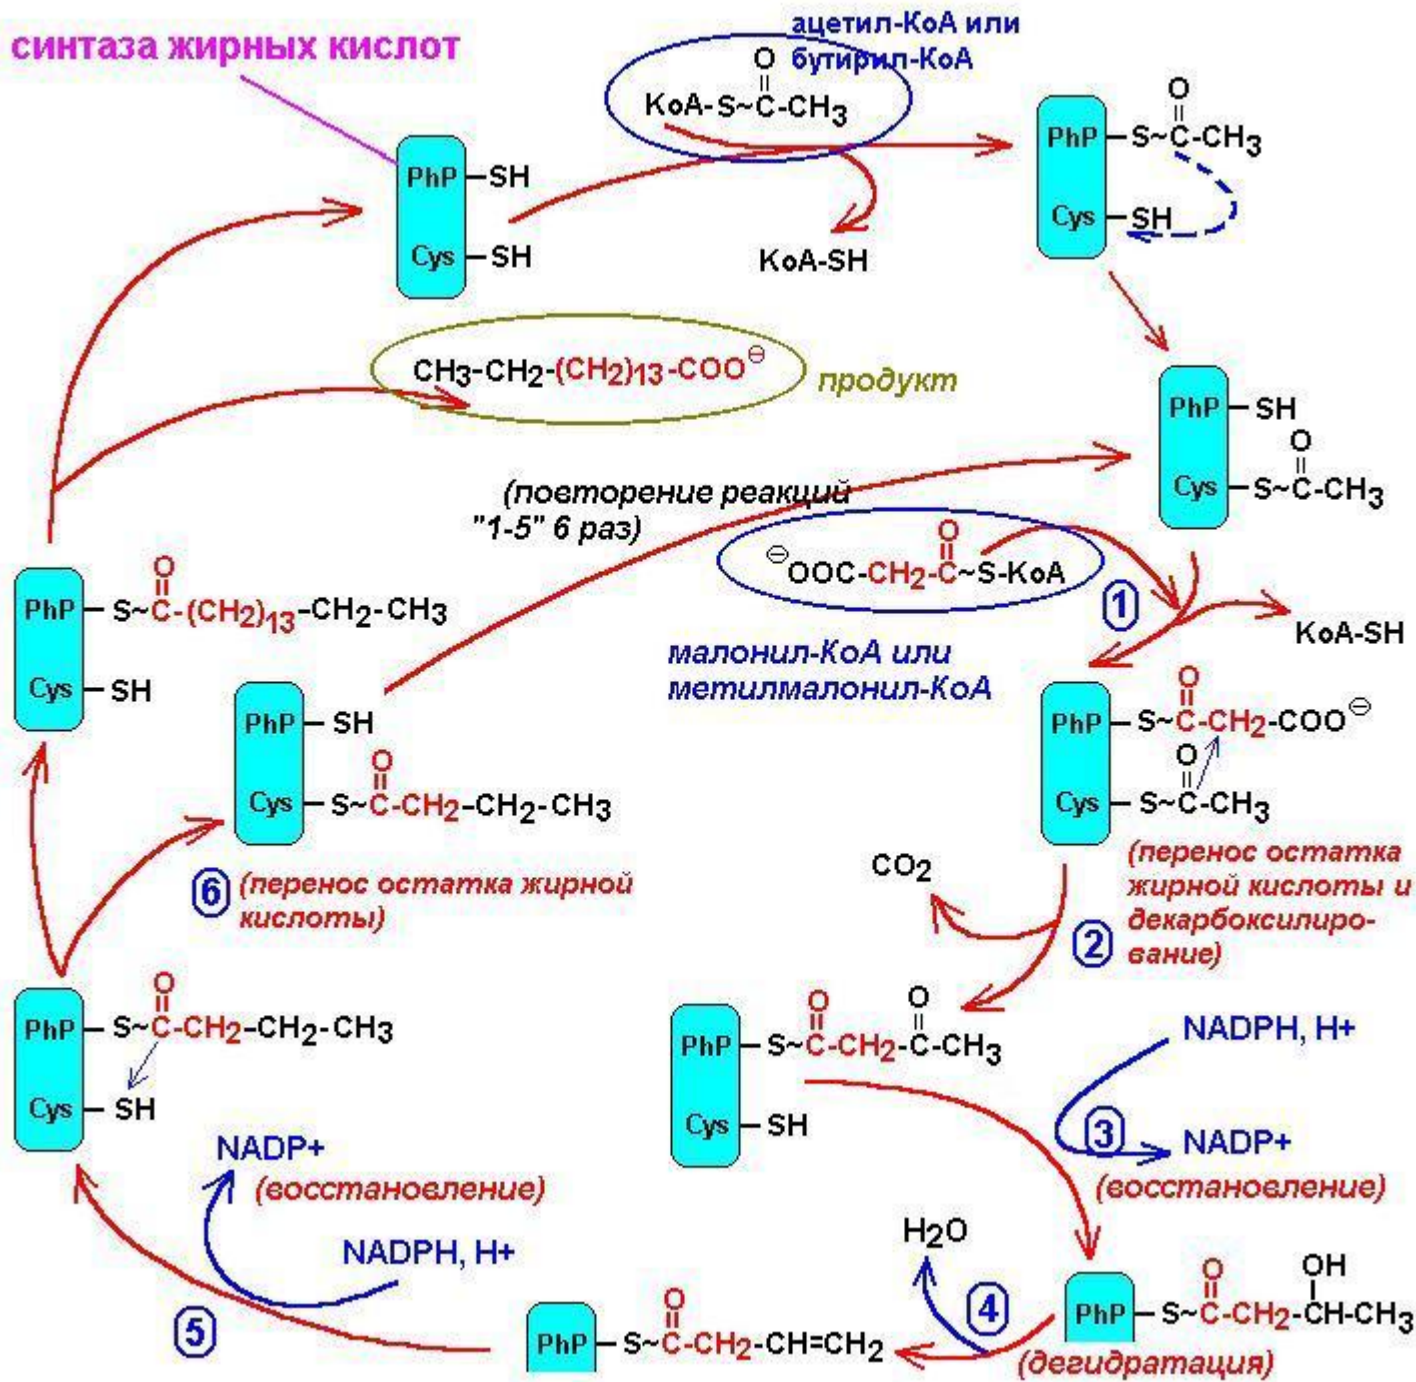 синтаза жирных кислот
ацетил-КоА или
бутирил-КоА
O
KoA-S~C-CH3
PhP
SH
Cys
SH
KoA-SH
O
PhP
S~C-CH3
Cys
SH
CH3-CH2-(CH2)13-COO⊖
продукт
PhP
SH
O
Cys
S~C-CH3
(повторение реакций
"1-5" 6 раз)
O
⊖OOC-CH2-C~S-KoA
1
KoA-SH
малонил-КоА или
метилмалонил-КоА
O
PhP
S~C-(CH2)13-CH2-CH3
Cys
SH
PhP
SH
O
Cys
S~C-CH2-CH2-CH3
6
(перенос остатка жирной
кислоты)
O
PhP
S~C-CH2-COO⊖
O
Cys
S~C-CH3
(перенос остатка
жирной кислоты и
декарбоксилиро-
вание)
CO2
2
O
PhP
S~C-CH2-CH2-CH3
Cys
SH
O O
PhP
S~C-CH2-C-CH3
Cys
SH
NADPH, H+
3
NADP+
(восстановление)
NADP+
(восстановление)
NADPH, H+
5
H2O
4
OH
O
PhP
S~C-CH2-CH-CH3
(дегидратация)
O
PhP
S~C-CH2-CH=CH2